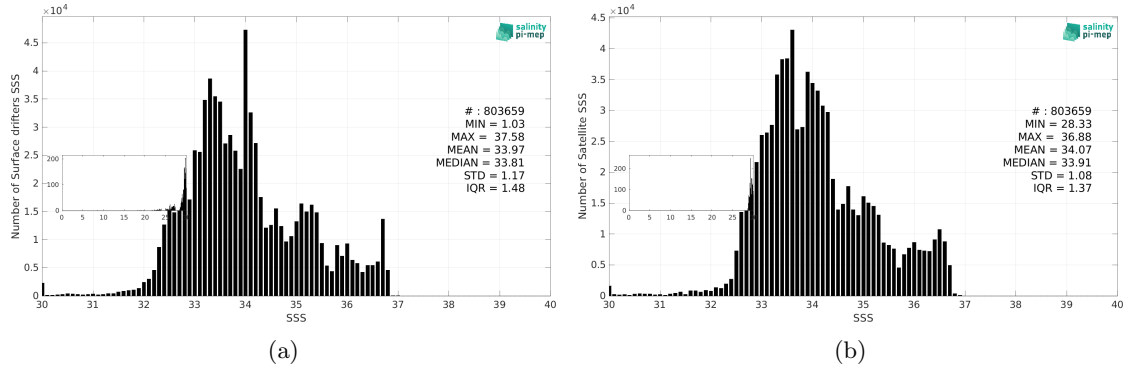 ×10⁴
salinity
pi-mep
5
4.5
4
3.5
3
2.5
2
1.5
1
0.5
0
Number of Surface drifters SSS
# : 803659
MIN = 1.03
MAX = 37.58
MEAN = 33.97
MEDIAN = 33.81
STD = 1.17
IQR = 1.48
200
100
0
0 5 10 15 20 25
30 31 32 33 34 35 36 37 38 39 40
SSS
(a)
×10⁴
salinity
pi-mep
4.5
4
3.5
3
2.5
2
1.5
1
0.5
0
Number of Satellite SSS
# : 803659
MIN = 28.33
MAX = 36.88
MEAN = 34.07
MEDIAN = 33.91
STD = 1.08
IQR = 1.37
200
100
0
0 5 10 15 20 25
30 31 32 33 34 35 36 37 38 39 40
SSS
(b)